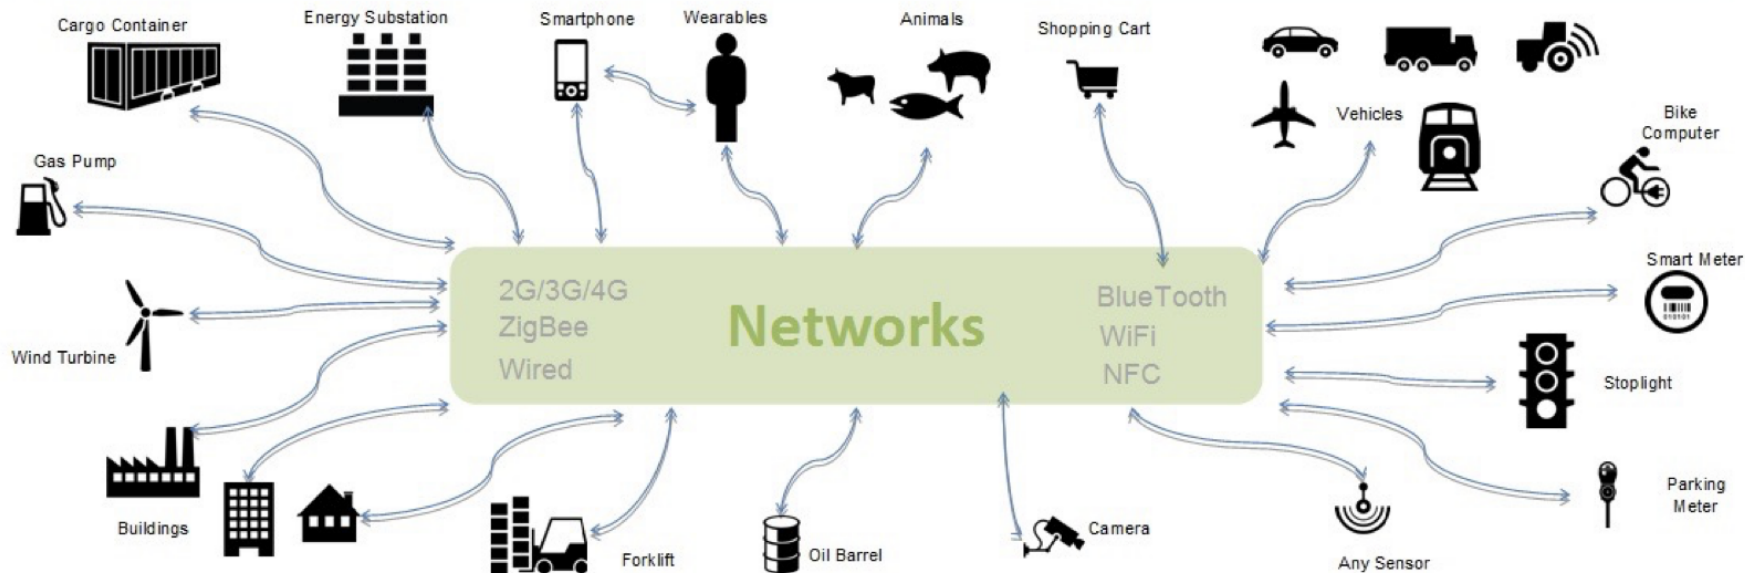 Cargo Container
Energy Substation
Smartphone
Wearables
Animals
Shopping Cart
Vehicles
Bike
Computer
Gas Pump
Smart Meter
2G/3G/4G
ZigBee
Wired
Networks
BlueTooth
WiFi
NFC
010101
Wind Turbine
Stoplight
Buildings
Forklift
Oil Barrel
Camera
Any Sensor
Parking
Meter